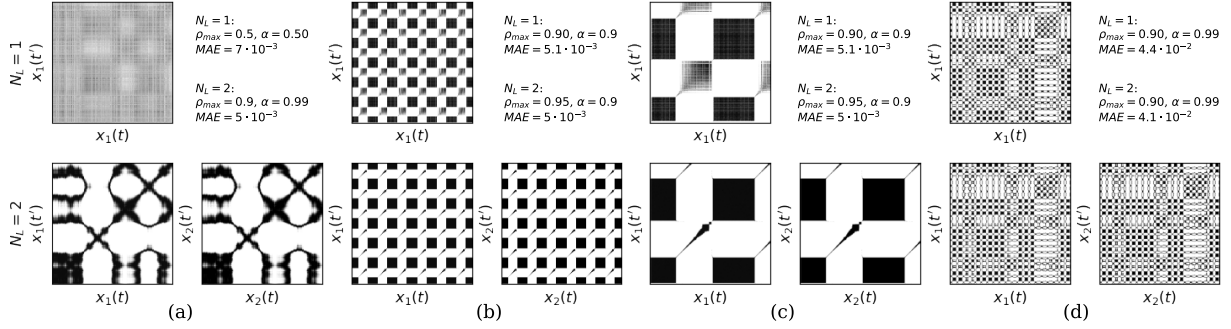 N_L = 1
x_1(t')
x_1(t)
N_L = 1:
ρ_max = 0.5, α = 0.50
MAE = 7 · 10^{-3}
N_L = 2:
ρ_max = 0.9, α = 0.99
MAE = 5 · 10^{-3}
x_1(t')
x_1(t)
N_L = 1:
ρ_max = 0.90, α = 0.9
MAE = 5.1 · 10^{-3}
N_L = 2:
ρ_max = 0.95, α = 0.9
MAE = 5 · 10^{-3}
x_1(t')
x_1(t)
N_L = 1:
ρ_max = 0.90, α = 0.9
MAE = 5.1 · 10^{-3}
N_L = 2:
ρ_max = 0.95, α = 0.9
MAE = 5 · 10^{-3}
x_1(t')
x_1(t)
N_L = 1:
ρ_max = 0.90, α = 0.99
MAE = 4.4 · 10^{-2}
N_L = 2:
ρ_max = 0.90, α = 0.99
MAE = 4.1 · 10^{-2}
N_L = 2
x_1(t')
x_1(t)
x_2(t')
x_2(t)
x_1(t')
x_1(t)
x_2(t')
x_2(t)
x_1(t')
x_1(t)
x_2(t')
x_2(t)
x_1(t')
x_1(t)
x_2(t')
x_2(t)
(a)
(b)
(c)
(d)